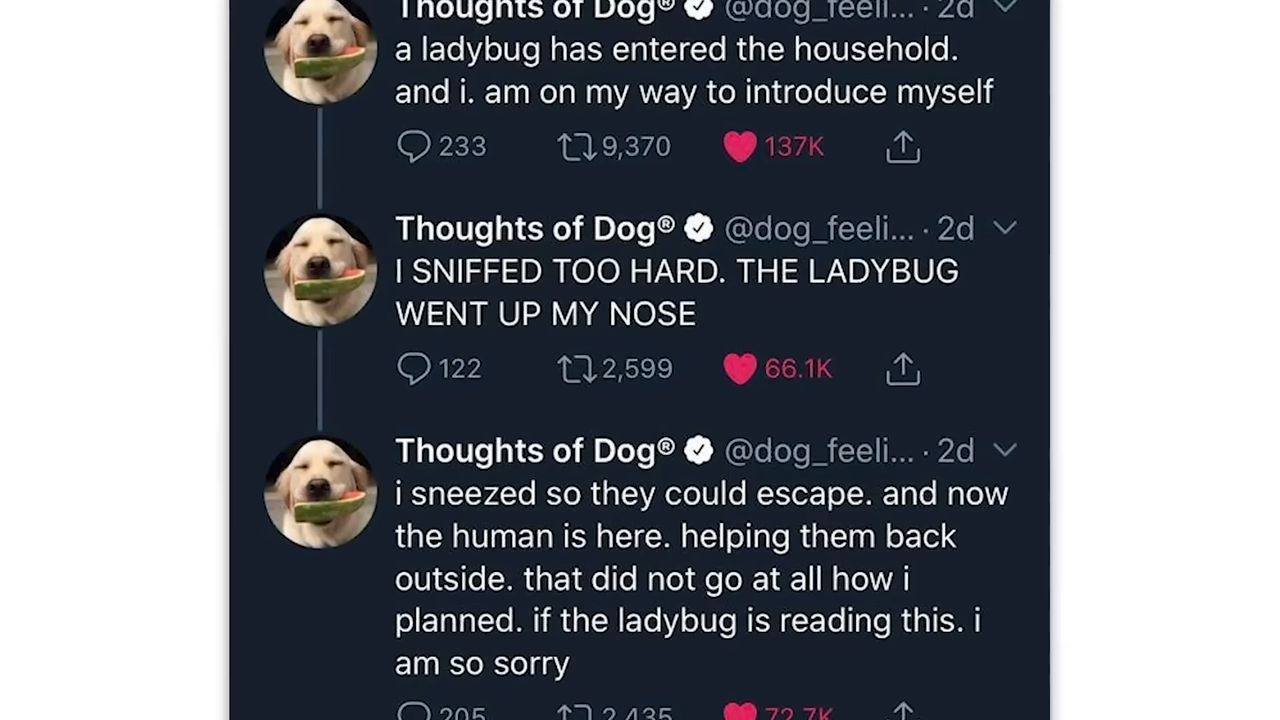 Thoughts of Dog® @dog_feeli... · 2d
a ladybug has entered the household.
and i. am on my way to introduce myself
233 9,370 137K
Thoughts of Dog® @dog_feeli... · 2d
I SNIFFED TOO HARD. THE LADYBUG
WENT UP MY NOSE
122 2,599 66.1K
Thoughts of Dog® @dog_feeli... · 2d
i sneezed so they could escape. and now
the human is here. helping them back
outside. that did not go at all how i
planned. if the ladybug is reading this. i
am so sorry
205 2,435 72.7K